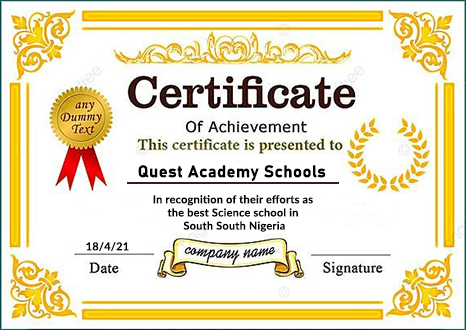 Certificate
any
Dummy
Text
Of Achievement
This certificate is presented to
Quest Academy Schools
In recognition of their efforts as
the best Science school in
South South Nigeria
18/4/21
company name
Date
Signature